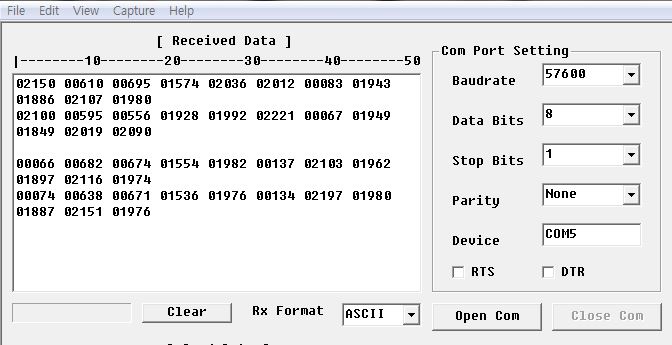 File Edit View Capture Help
[ Received Data ]
|--------10--------20--------30--------40--------50
02150 00610 00695 01574 02036 02012 00083 01943
01886 02107 01980
02100 00595 00556 01928 01992 02221 00067 01949
01849 02019 02090
00066 00682 00674 01554 01982 00137 02103 01962
01897 02116 01974
00074 00638 00671 01536 01976 00134 02197 01980
01887 02151 01976
Clear Rx Format ASCII
Com Port Setting
Baudrate 57600
Data Bits 8
Stop Bits 1
Parity None
Device COM5
RTS DTR
Open Com Close Com